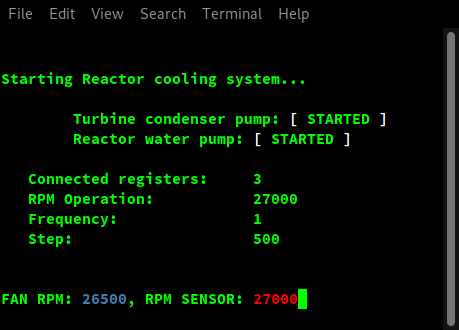 File Edit View Search Terminal Help
Starting Reactor cooling system...
Turbine condenser pump: [ STARTED ]
Reactor water pump: [ STARTED ]
Connected registers: 3
RPM Operation: 27000
Frequency: 1
Step: 500
FAN RPM: 26500, RPM SENSOR: 27000